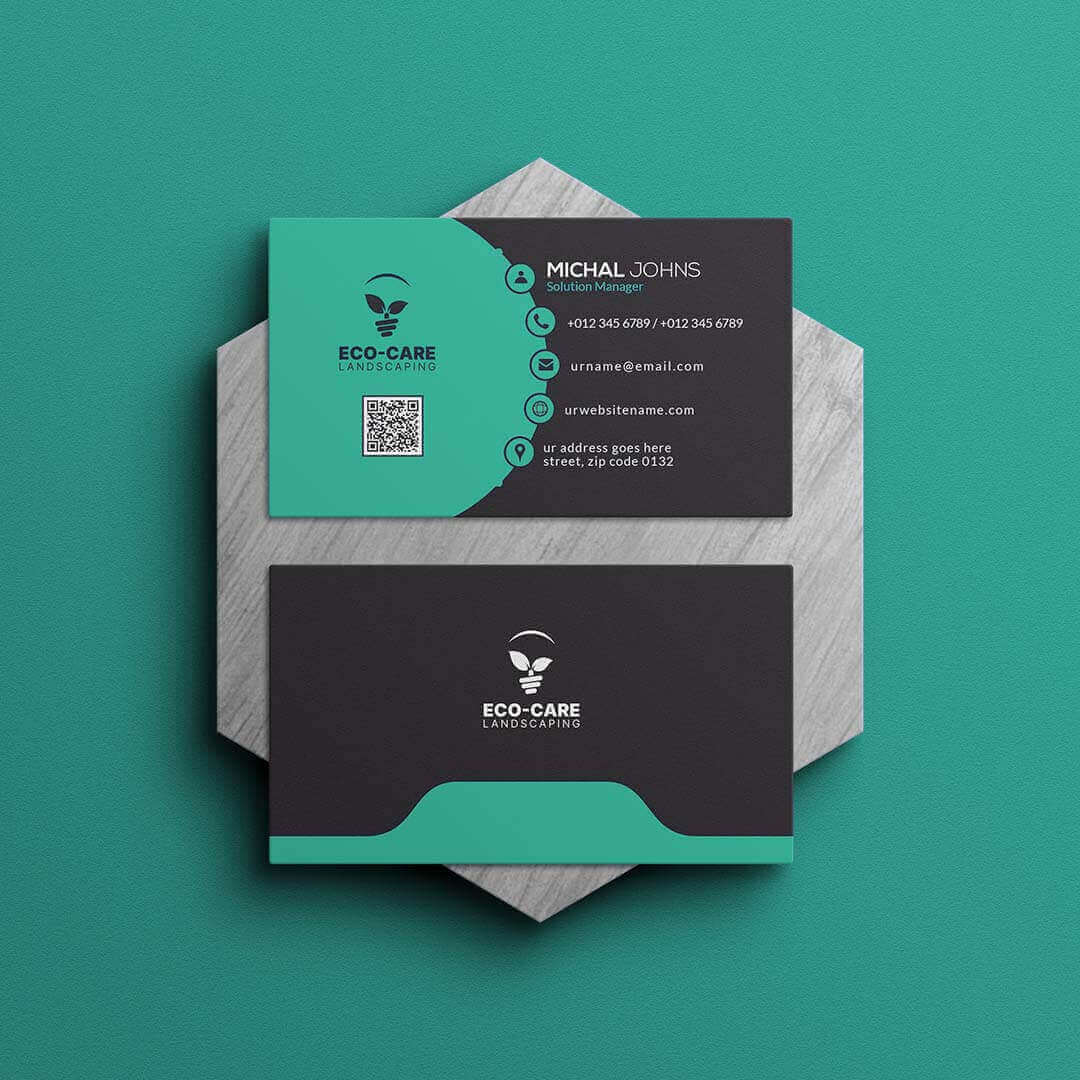 ECO-CARE
LANDSCAPING
MICHAL JOHNS
Solution Manager
+012 345 6789 / +012 345 6789
urname@email.com
urwebsitename.com
ur address goes here
street, zip code 0132
ECO-CARE
LANDSCAPING